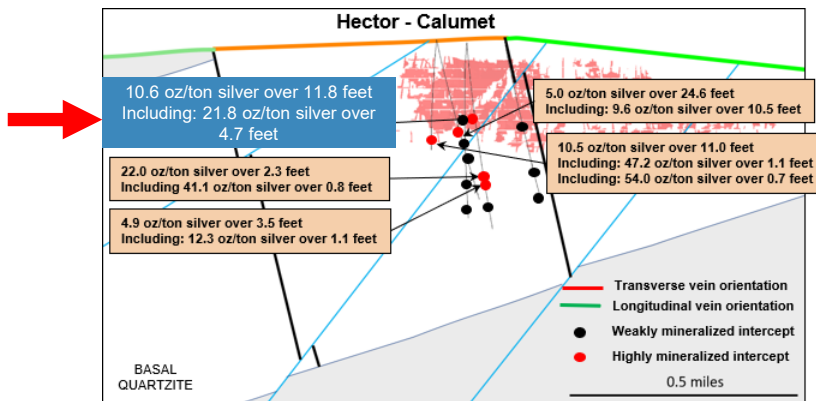 Hector - Calumet
10.6 oz/ton silver over 11.8 feet
Including: 21.8 oz/ton silver over
4.7 feet
5.0 oz/ton silver over 24.6 feet
Including: 9.6 oz/ton silver over 10.5 feet
10.5 oz/ton silver over 11.0 feet
Including: 47.2 oz/ton silver over 1.1 feet
Including: 54.0 oz/ton silver over 0.7 feet
22.0 oz/ton silver over 2.3 feet
Including 41.1 oz/ton silver over 0.8 feet
4.9 oz/ton silver over 3.5 feet
Including: 12.3 oz/ton silver over 1.1 feet
Transverse vein orientation
Longitudinal vein orientation
Weakly mineralized intercept
Highly mineralized intercept
BASAL
QUARTZITE
0.5 miles